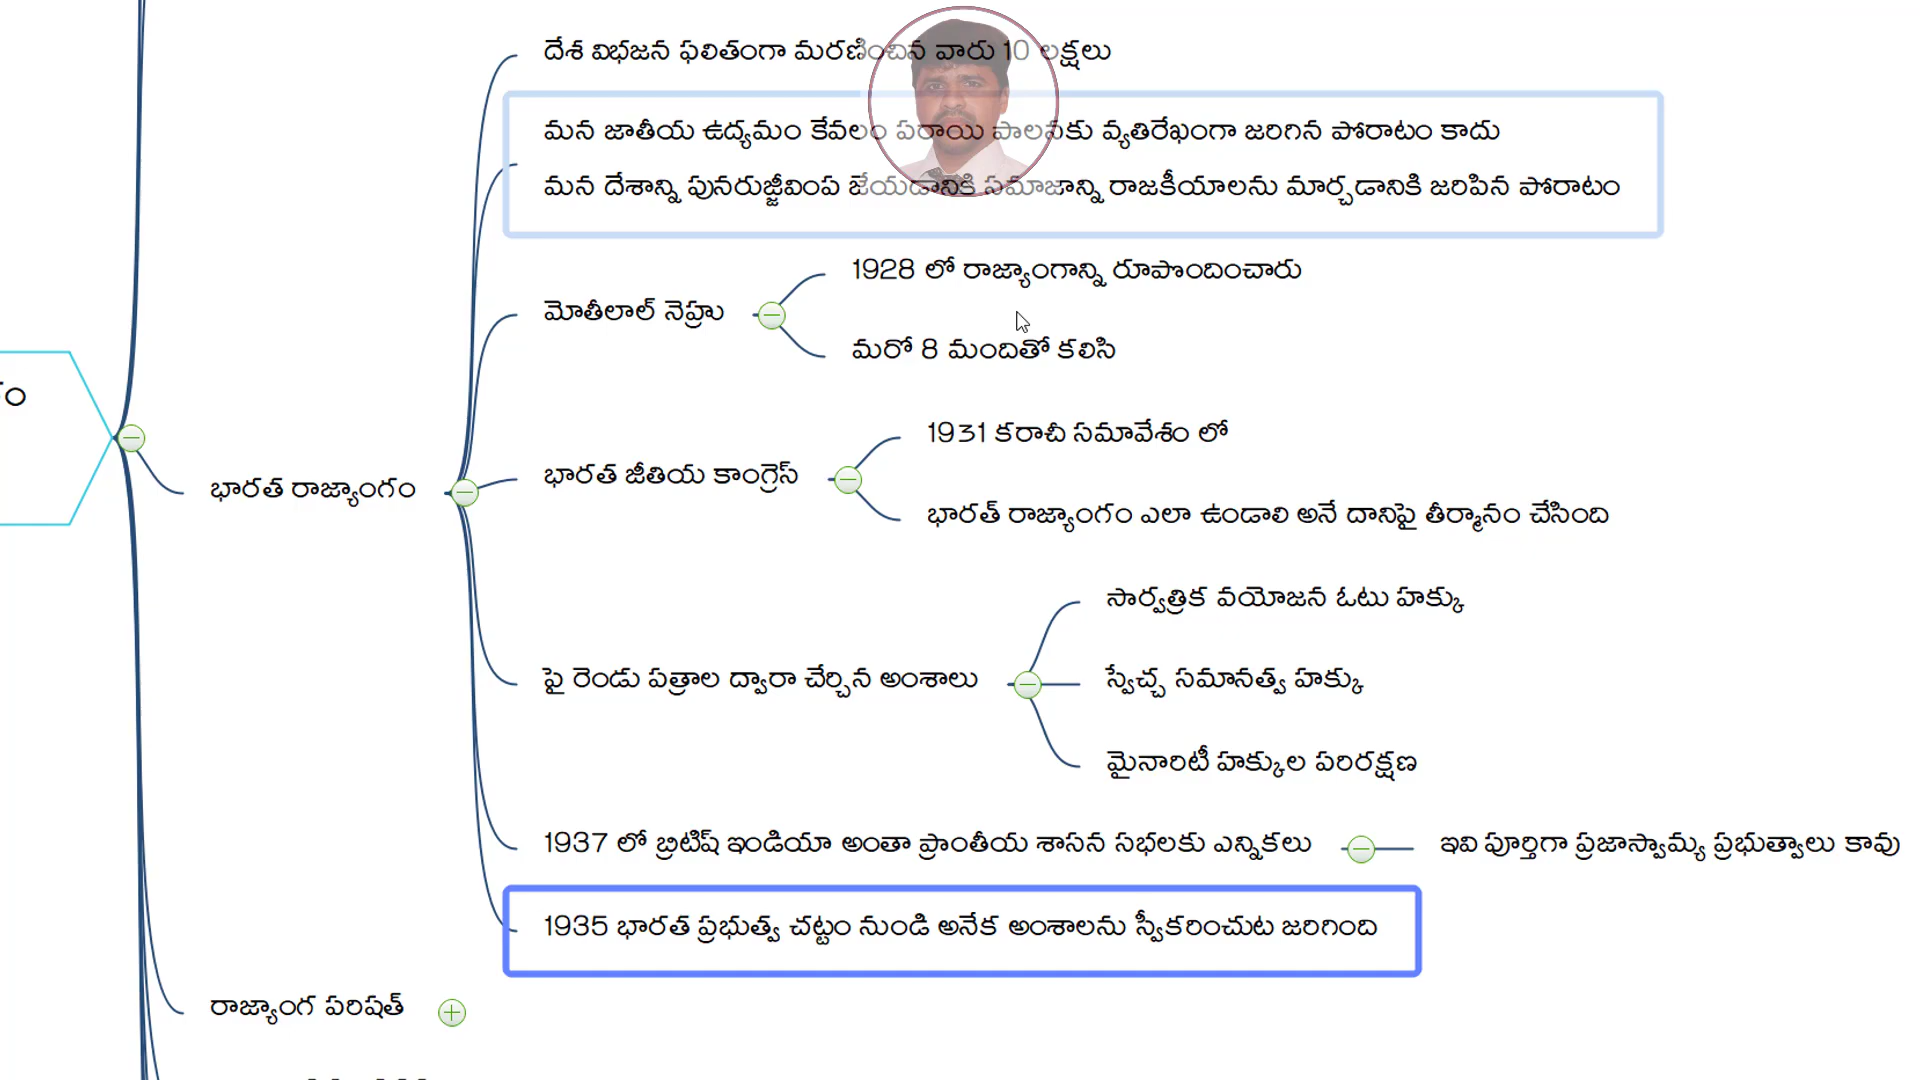 దేశ విభజన ఫలితంగా మరణించిన వారు 10 లక్షలు
మన జాతీయ ఉద్యమం కేవలం పరాయి పాలనకు వ్యతిరేఖంగా జరిగిన పోరాటం కాదు
మన దేశాన్ని పునరుజ్జీవింప జేయడానికి సమాజాన్ని రాజకీయాలను మార్చడానికి జరిపిన పోరాటం
1928 లో రాజ్యాంగాన్ని రూపొందించారు
మోతీలాల్ నెహ్రు
మరో 8 మందితో కలిసి
1931 కరాచీ సమావేశం లో
భారత జీతియ కాంగ్రెస్
భారత్ రాజ్యాంగం ఎలా ఉండాలి అనే దానిపై తీర్మానం చేసింది
భారత రాజ్యాంగం
సార్వత్రిక వయోజన ఓటు హక్కు
పై రెండు పత్రాల ద్వారా చేర్చిన అంశాలు
స్వేచ్చ సమానత్వ హక్కు
మైనారిటీ హక్కుల పరిరక్షణ
1937 లో బ్రిటిష్ ఇండియా అంతా ప్రాంతీయ శాసన సభలకు ఎన్నికలు
ఇవి పూర్తిగా ప్రజాస్వామ్య ప్రభుత్వాలు కావు
1935 భారత ప్రభుత్వ చట్టం నుండి అనేక అంశాలను స్వీకరించుట జరిగింది
రాజ్యాంగ పరిషత్